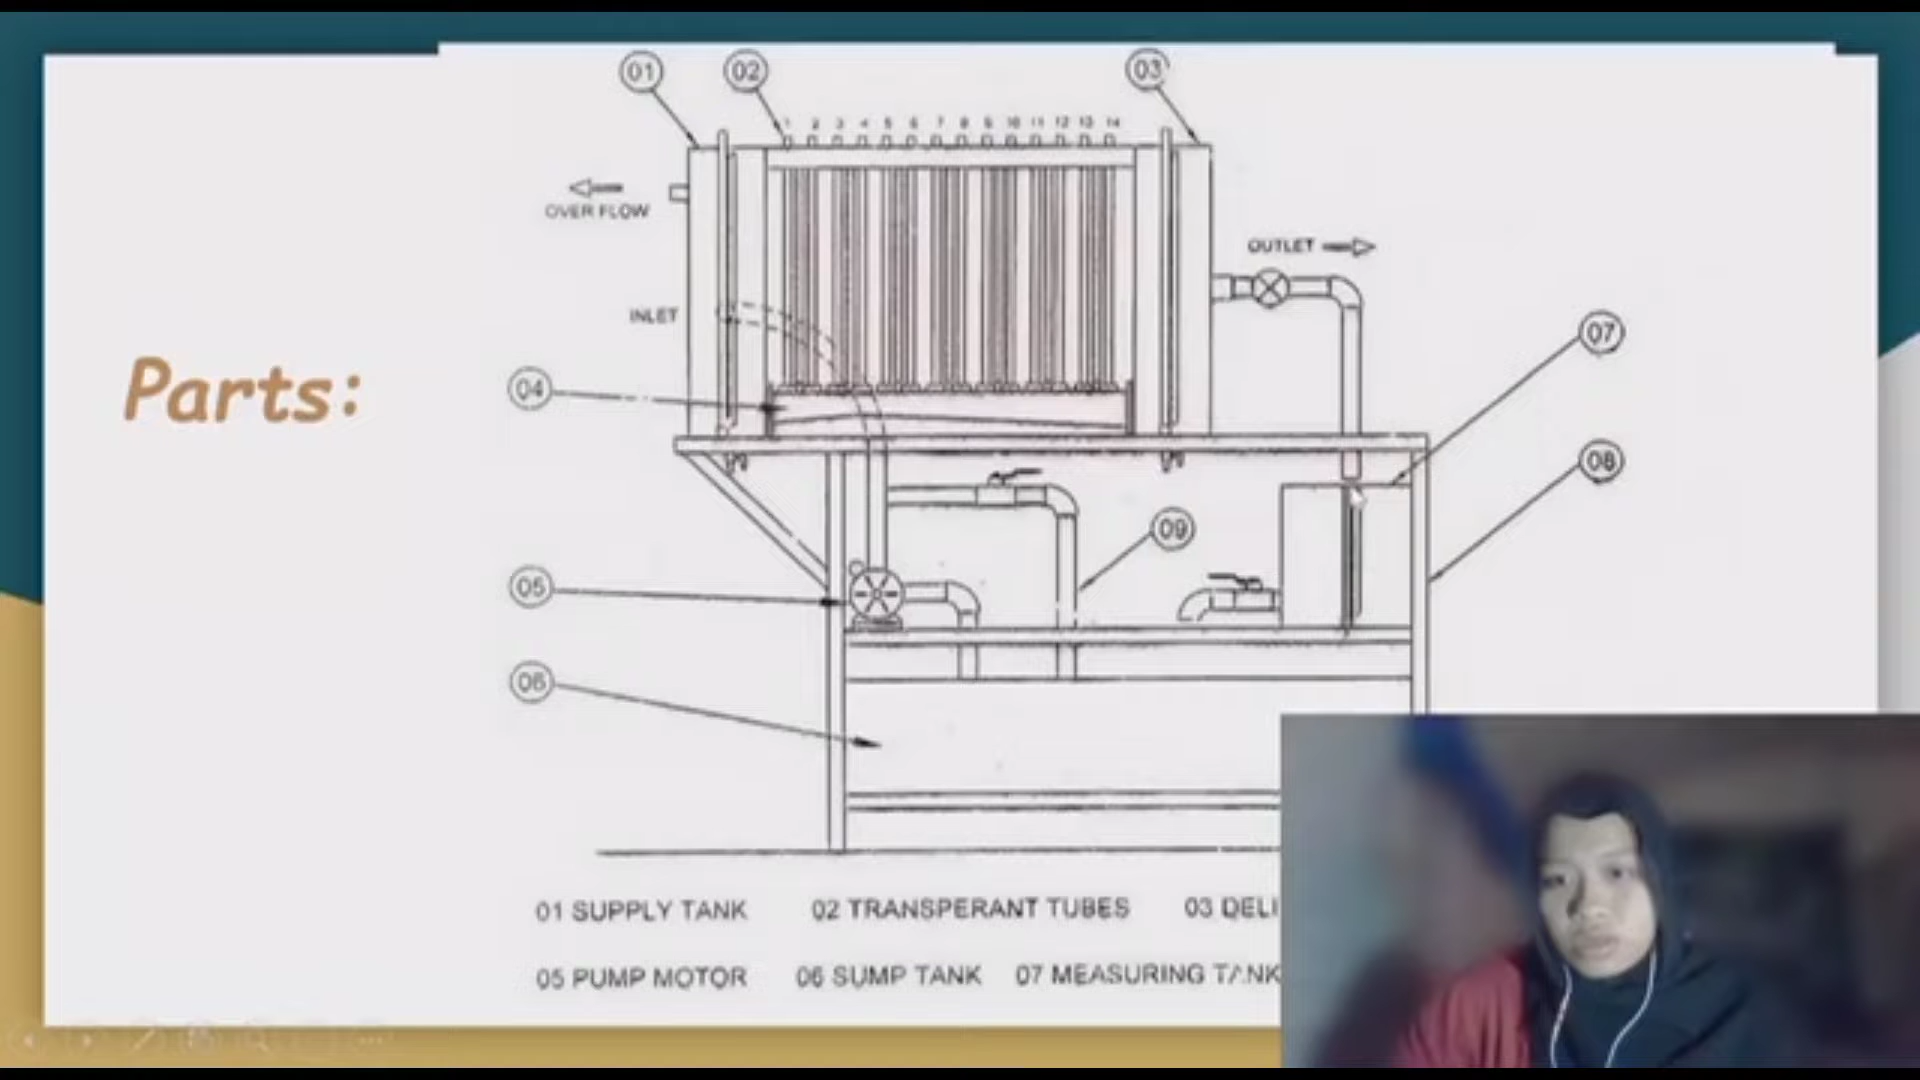 01 02 03
1 2 3 4 5 6 7 8 9 10 11 12 13 14
OVER FLOW
OUTLET
INLET
07
Parts:
04
08
09
05
06
01 SUPPLY TANK 02 TRANSPERANT TUBES 03 DELI
05 PUMP MOTOR 06 SUMP TANK 07 MEASURING TANK